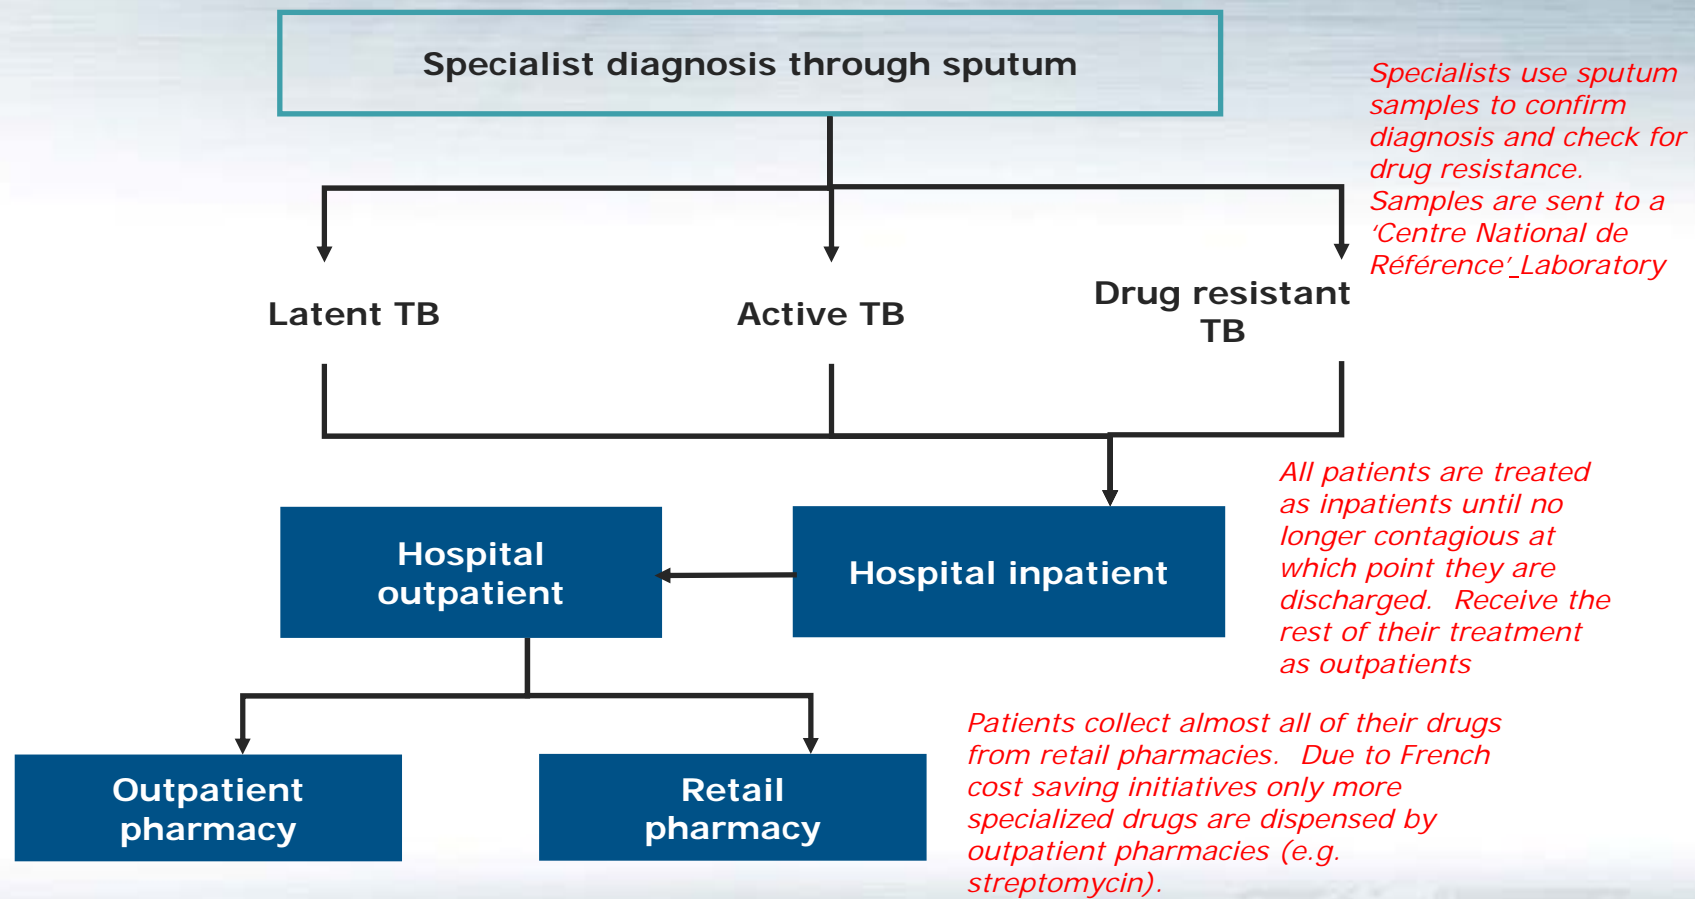 Specialist diagnosis through sputum
Specialists use sputum
samples to confirm
diagnosis and check for
drug resistance.
Samples are sent to a
‘Centre National de
Référence’ Laboratory
Latent TB
Active TB
Drug resistant
TB
All patients are treated
as inpatients until no
longer contagious at
which point they are
discharged.  Receive the
rest of their treatment
as outpatients
Hospital
outpatient
Hospital inpatient
Patients collect almost all of their drugs
from retail pharmacies.  Due to French
cost saving initiatives only more
specialized drugs are dispensed by
outpatient pharmacies (e.g.
streptomycin).
Outpatient
pharmacy
Retail
pharmacy